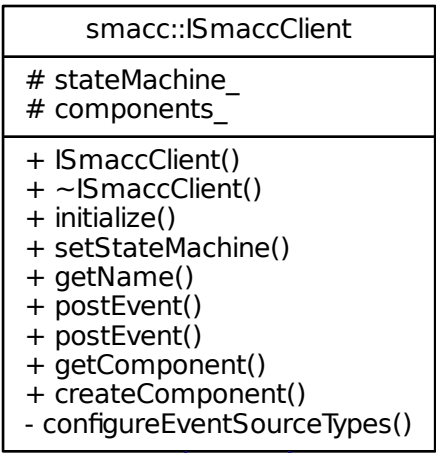 smacc::ISmaccClient
# stateMachine_
# components_
+ ISmaccClient()
+ ~ISmaccClient()
+ initialize()
+ setStateMachine()
+ getName()
+ postEvent()
+ postEvent()
+ getComponent()
+ createComponent()
- configureEventSourceTypes()